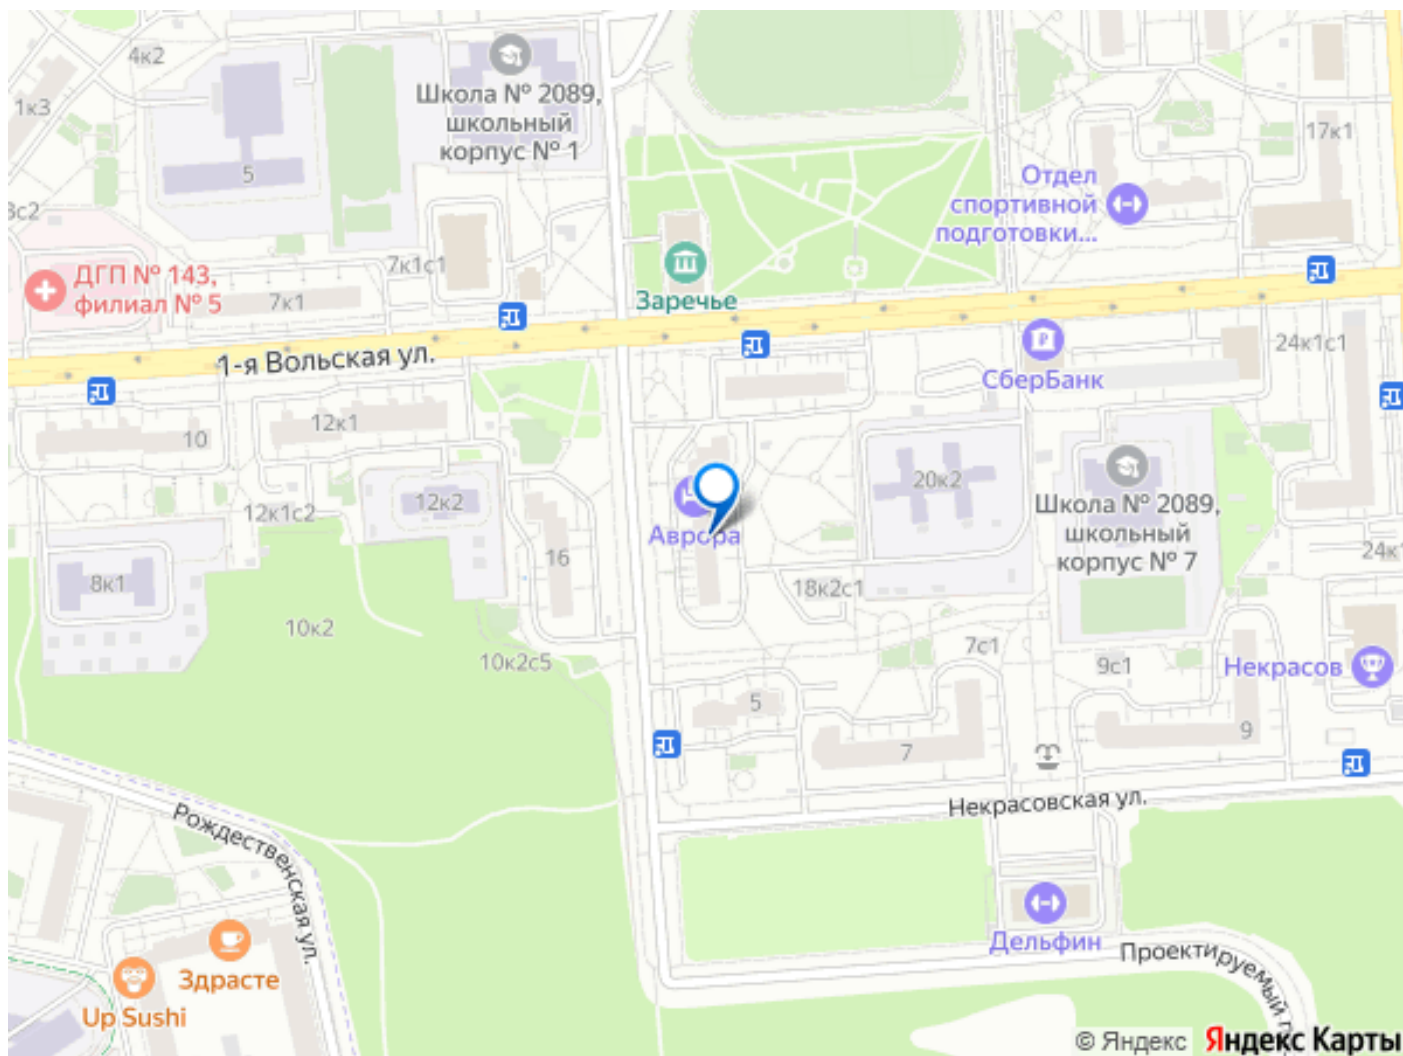 4к2
1к3
Школа № 2089,
школьный
корпус № 1
5
17к1
Отдел
спортивной
подготовки...
3с2
ДГП № 143,
филиал № 5
7к1с1
7к1
Заречье
1-я Вольская ул.
24к1с1
СберБанк
12к1
10
20к2
12к2
12к1с2
Школа № 2089,
школьный
корпус № 7
Аврора
16
24к1
8к1
18к2с1
10к2
7с1
10к2с5
9с1
Некрасов
5
7
9
Некрасовская ул.
Рождественская ул.
Дельфин
Проектируемый п
Здрасте
Up Sushi
© Яндекс Яндекс Карты